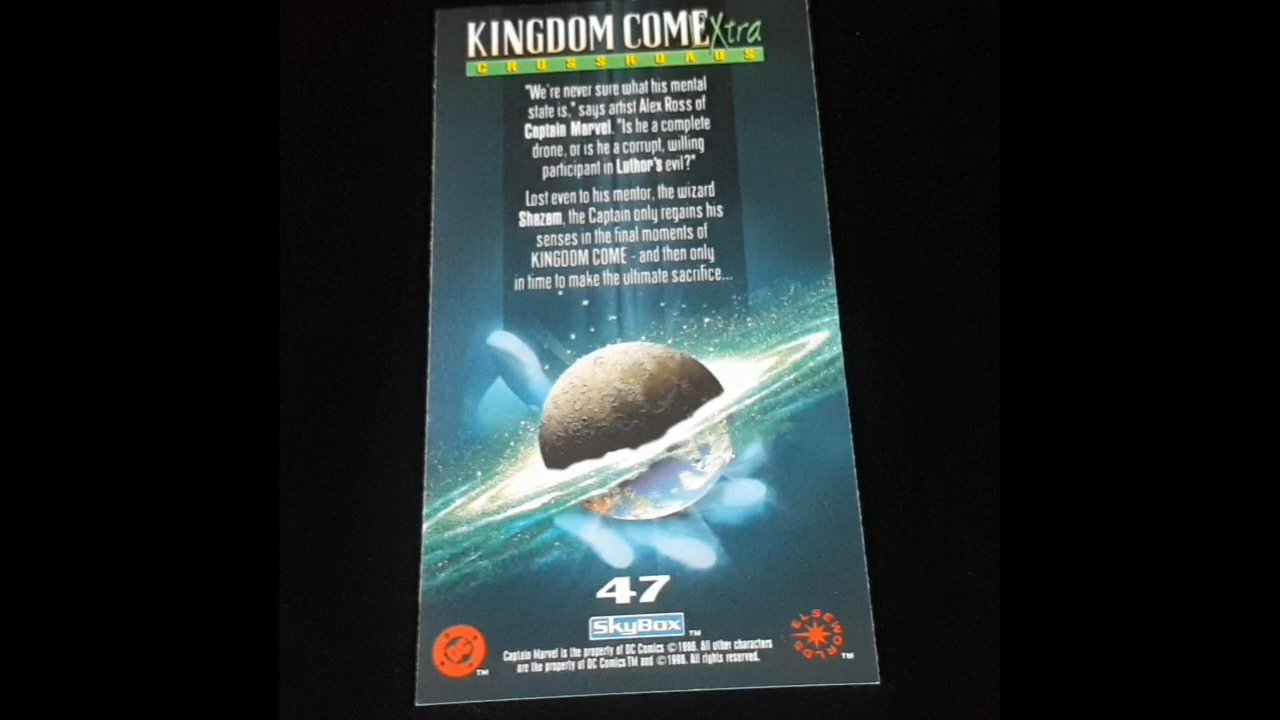 KINGDOM COME Xtra
CROSSROADS
"We're never sure what his mental
state is," says artist Alex Ross of
Captain Marvel. "Is he a complete
drone, or is he a corrupt, willing
participant in Luthor's evil?"
Lost even to his mentor, the wizard
Shazam, the Captain only regains his
senses in the final moments of
KINGDOM COME - and then only
in time to make the ultimate sacrifice...
47
SKYBOX TM
DC TM
Captain Marvel is the property of DC Comics ©1996. All other characters
are the property of DC Comics TM and ©1996. All rights reserved.
ELSEWORLDS TM